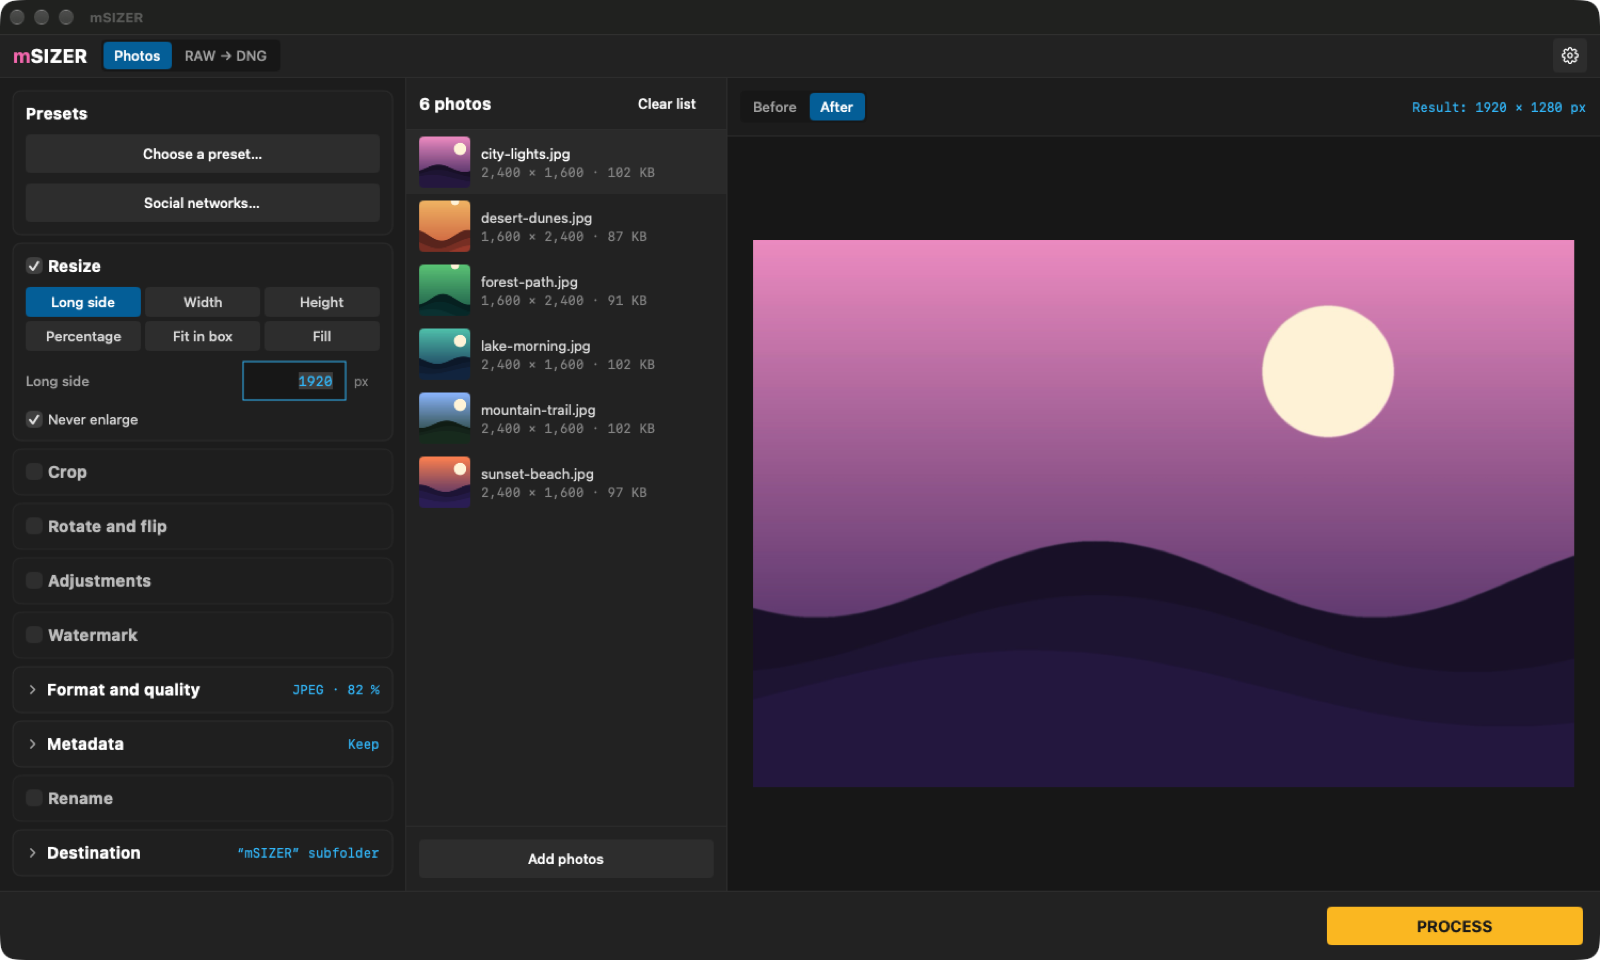 mSIZER
mSIZER
Photos
RAW → DNG
Presets
Choose a preset...
Social networks...
Resize
Long side
Width
Height
Percentage
Fit in box
Fill
Long side
1920
px
Never enlarge
Crop
Rotate and flip
Adjustments
Watermark
Format and quality
JPEG · 82 %
Metadata
Keep
Rename
Destination
“mSIZER” subfolder
6 photos
Clear list
city-lights.jpg
2,400 × 1,600 · 102 KB
desert-dunes.jpg
1,600 × 2,400 · 87 KB
forest-path.jpg
1,600 × 2,400 · 91 KB
lake-morning.jpg
2,400 × 1,600 · 102 KB
mountain-trail.jpg
2,400 × 1,600 · 102 KB
sunset-beach.jpg
2,400 × 1,600 · 97 KB
Add photos
Before
After
Result: 1920 × 1280 px
PROCESS